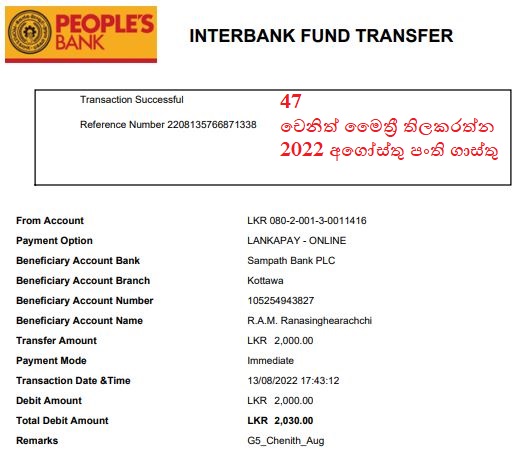 PEOPLE'S
BANK
INTERBANK FUND TRANSFER
Transaction Successful
Reference Number 2208135766871338
47
චෙනිත් මෛත්‍රී තිලකරත්න
2022 අගෝස්තු පංති ගාස්තු
From Account LKR 080-2-001-3-0011416
Payment Option LANKAPAY - ONLINE
Beneficiary Account Bank Sampath Bank PLC
Beneficiary Account Branch Kottawa
Beneficiary Account Number 105254943827
Beneficiary Account Name R.A.M. Ranasinghearachchi
Transfer Amount LKR 2,000.00
Payment Mode Immediate
Transaction Date &Time 13/08/2022 17:43:12
Debit Amount LKR 2,000.00
Total Debit Amount LKR 2,030.00
Remarks G5_Chenith_Aug